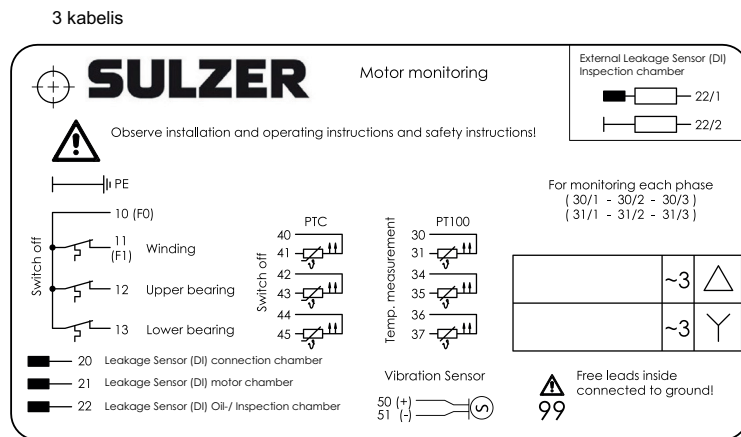 3 kabelis
SULZER
Motor monitoring
External Leakage Sensor (DI)
Inspection chamber
22/1
22/2
Observe installation and operating instructions and safety instructions!
PE
For monitoring each phase
( 30/1 - 30/2 - 30/3 )
( 31/1 - 31/2 - 31/3 )
Switch off
10 (F0)
11
(F1)
Winding
12 Upper bearing
13 Lower bearing
Switch off
PTC
40
41
42
43
44
45
Temp. measurement
PT100
30
31
34
35
36
37
~3
~3
20 Leakage Sensor (DI) connection chamber
21 Leakage Sensor (DI) motor chamber
22 Leakage Sensor (DI) Oil-/ Inspection chamber
Vibration Sensor
50 (+)
51 (-)
S
Free leads inside
connected to ground!
99